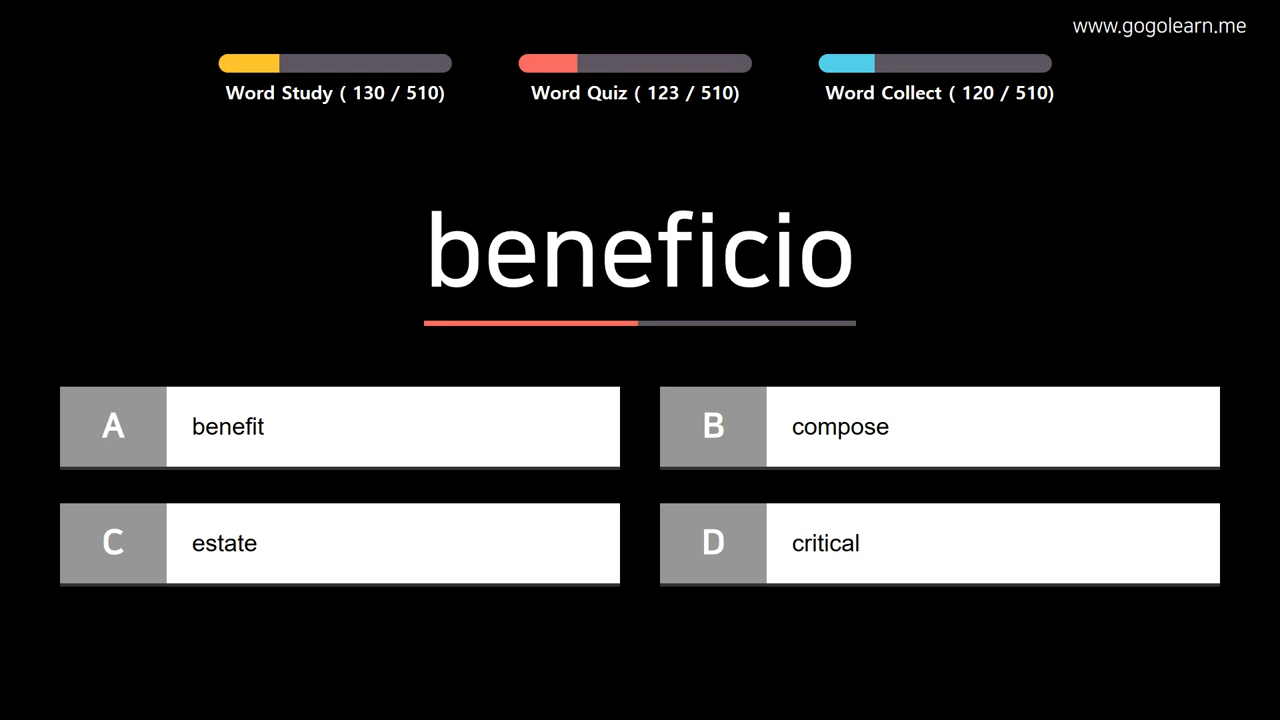 www.gogolearn.me
Word Study ( 130 / 510)
Word Quiz ( 123 / 510)
Word Collect ( 120 / 510)
beneficio
A benefit
B compose
C estate
D critical